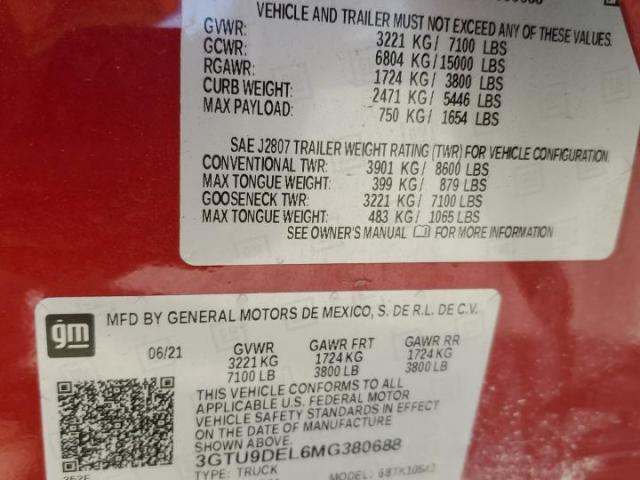 VEHICLE AND TRAILER MUST NOT EXCEED ANY OF THESE VALUES.
GVWR: 3221 KG/ 7100 LBS
GCWR: 6804 KG/15000 LBS
RGAWR: 1724 KG/ 3800 LBS
CURB WEIGHT: 2471 KG/ 5446 LBS
MAX PAYLOAD: 750 KG/ 1654 LBS
SAE J2807 TRAILER WEIGHT RATING (TWR) FOR VEHICLE CONFIGURATION
CONVENTIONAL TWR: 3901 KG/ 8600 LBS
MAX TONGUE WEIGHT: 399 KG/ 879 LBS
GOOSENECK TWR: 3221 KG/ 7100 LBS
MAX TONGUE WEIGHT: 483 KG/ 1065 LBS
SEE OWNER'S MANUAL FOR MORE INFORMATION
gm MFD BY GENERAL MOTORS DE MEXICO, S. DE R.L. DE C.V.
06/21 GVWR GAWR FRT GAWR RR
3221 KG 1724 KG 1724 KG
7100 LB 3800 LB 3800 LB
THIS VEHICLE CONFORMS TO ALL
APPLICABLE U.S. FEDERAL MOTOR
VEHICLE SAFETY STANDARDS IN EFFECT
ON THE DATE OF MANUFACTURE
SHOWN ABOVE.
3GTU9DEL6MG380688
TYPE: TRUCK MODEL: